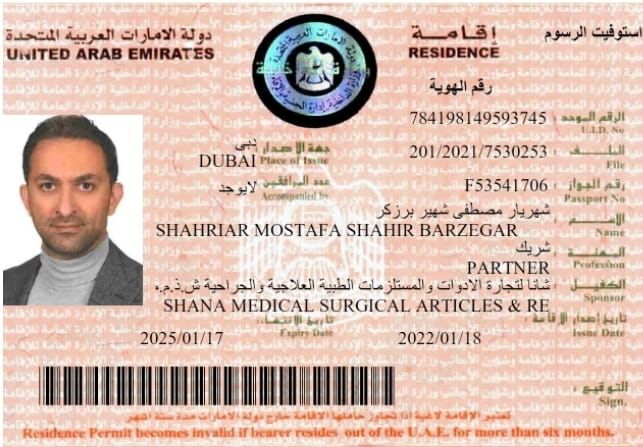 دولة الامارات العربية المتحدة
UNITED ARAB EMIRATES
إقامة
RESIDENCE
استوفيت الرسوم
رقم الهوية
784198149593745
الرقم الموحد :
U.I.D. No
دبي
DUBAI
جهة الاصدار
Place of Issue
201/2021/7530253
الملف :
File
لايوجد
عدد المرافقين
Accompanied by
F53541706
رقم الجواز :
Passport No
شهريار مصطفى شهير برزكر
SHAHRIAR MOSTAFA SHAHIR BARZEGAR
الاسم :
Name
شريك
PARTNER
المهنة :
Profession
شانا لتجارة الادوات والمستلزمات الطبية العلاجية والجراحية ش.ذ.م.م
SHANA MEDICAL SURGICAL ARTICLES & RE
الكفيل :
Sponsor
2025/01/17
تاريخ الانتهاء :
Expiry Date
2022/01/18
تاريخ إصدار الاقامة :
Issue Date
التوقيع :
Sign.
تعتبر الاقامة لاغية اذا تجاوز حاملها الاقامة خارج دولة الامارات مدة ستة اشهر
Residence Permit becomes invalid if bearer resides out of the U.A.E. for more than six months.